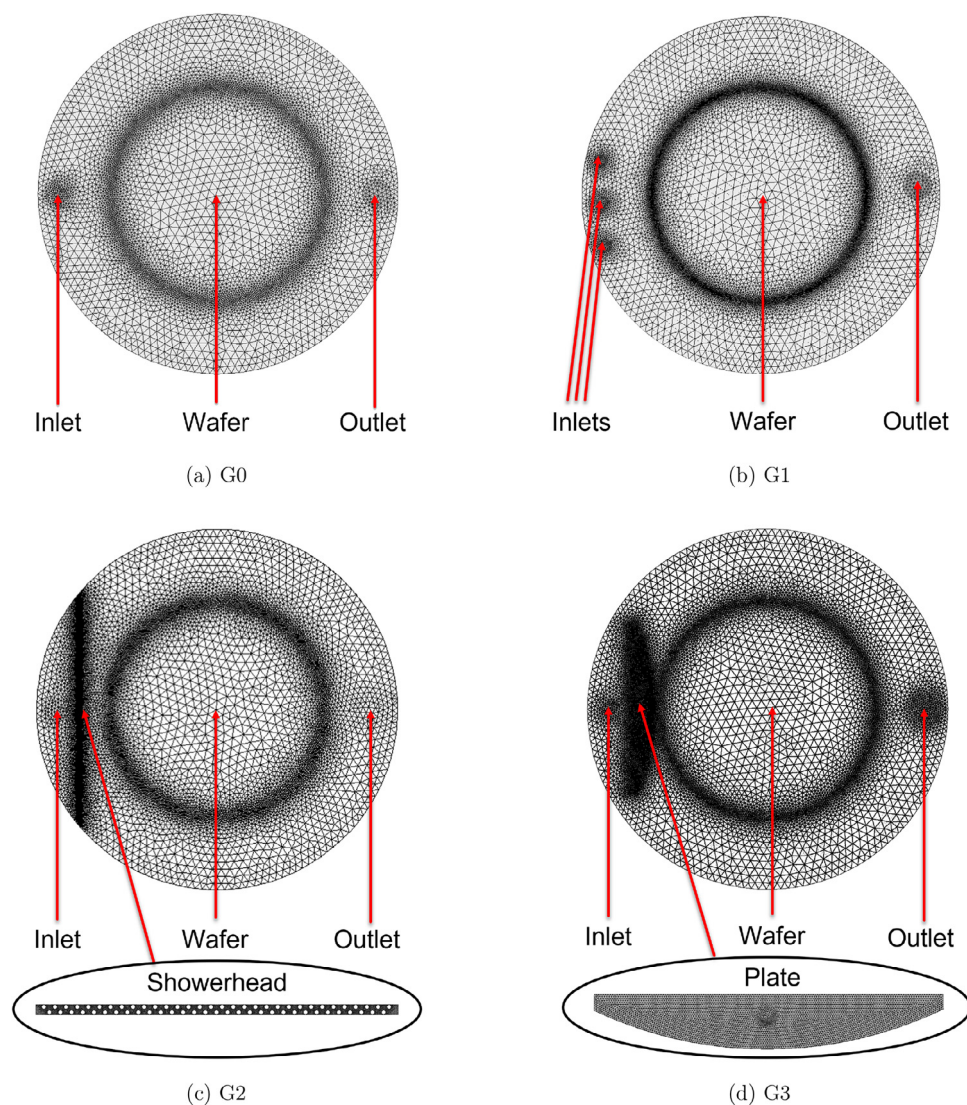 Inlet Wafer Outlet
(a) G0
Inlets Wafer Outlet
(b) G1
Inlet Wafer Outlet
Showerhead
(c) G2
Inlet Wafer Outlet
Plate
(d) G3